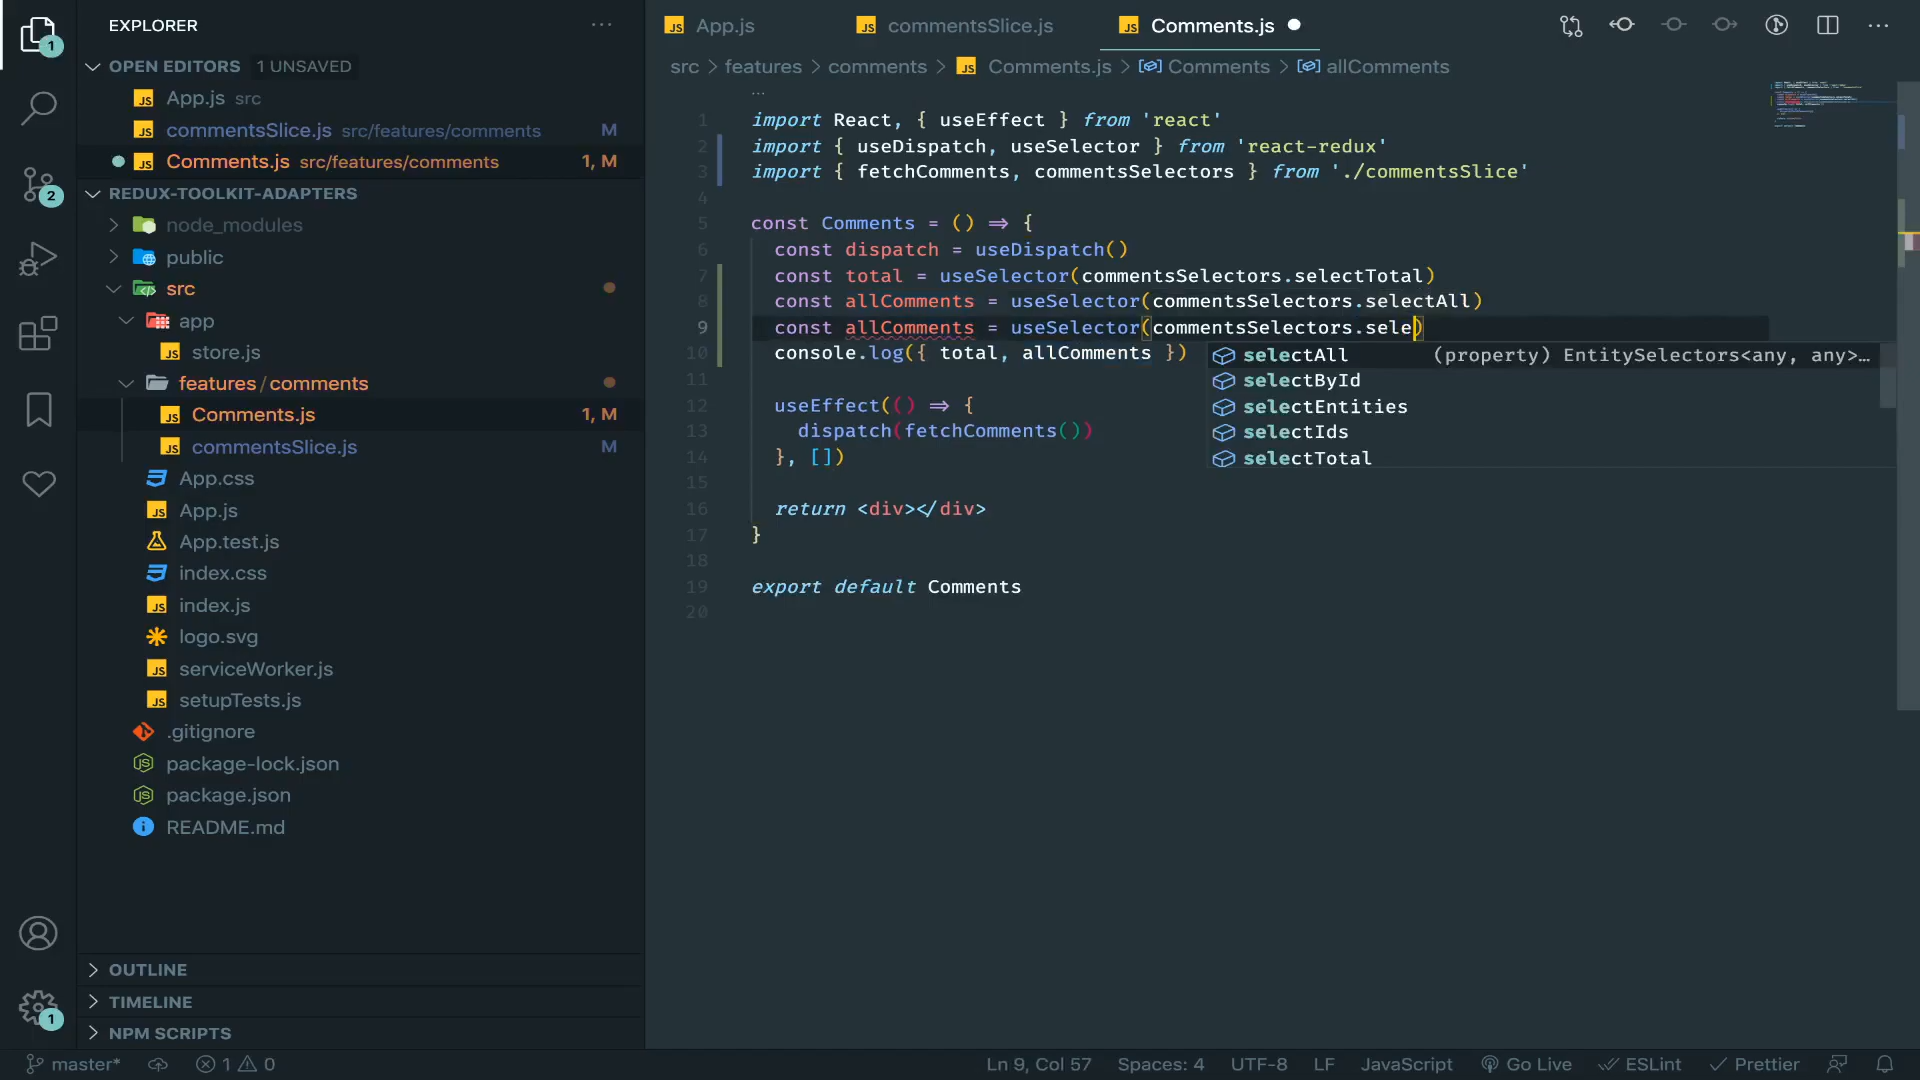 EXPLORER
OPEN EDITORS 1 UNSAVED
App.js src
commentsSlice.js src/features/comments M
Comments.js src/features/comments 1, M
REDUX-TOOLKIT-ADAPTERS
node_modules
public
src
app
store.js
features / comments
Comments.js 1, M
commentsSlice.js M
App.css
App.js
App.test.js
index.css
index.js
logo.svg
serviceWorker.js
setupTests.js
.gitignore
package-lock.json
package.json
README.md
OUTLINE
TIMELINE
NPM SCRIPTS
1
2
1
App.js commentsSlice.js Comments.js
src > features > comments > Comments.js > Comments > allComments
...
1 import React, { useEffect } from 'react'
2 import { useDispatch, useSelector } from 'react-redux'
3 import { fetchComments, commentsSelectors } from './commentsSlice'
4
5 const Comments = () => {
6 const dispatch = useDispatch()
7 const total = useSelector(commentsSelectors.selectTotal)
8 const allComments = useSelector(commentsSelectors.selectAll)
9 const allComments = useSelector(commentsSelectors.sele)
10 console.log({ total, allComments })
11
12 useEffect(() => {
13 dispatch(fetchComments())
14 }, [])
15
16 return <div></div>
17 }
18
19 export default Comments
20
selectAll (property) EntitySelectors<any, any>...
selectById
selectEntities
selectIds
selectTotal
master* 1 0 Ln 9, Col 57 Spaces: 4 UTF-8 LF JavaScript Go Live ESLint Prettier